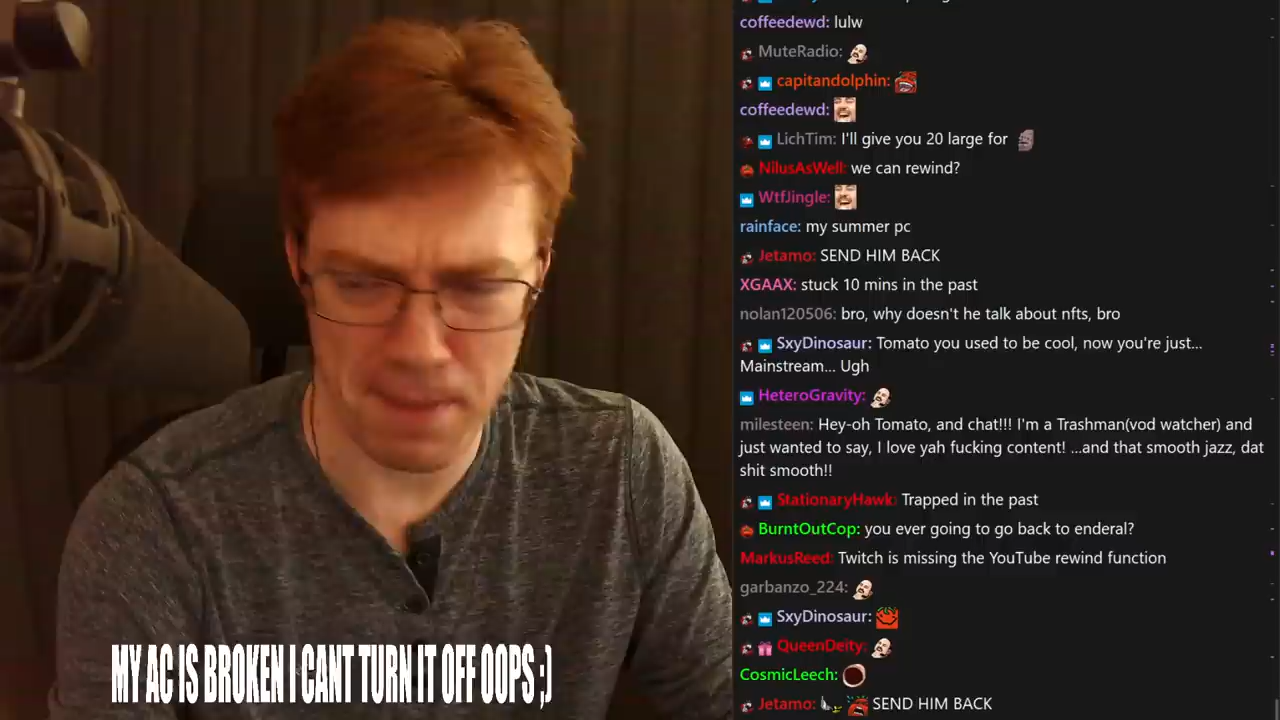 coffeedewd: lulw
MuteRadio:
capitandolphin:
coffeedewd:
LichTim: I'll give you 20 large for
NilusAsWell: we can rewind?
WtfJingle:
rainface: my summer pc
Jetamo: SEND HIM BACK
XGAAX: stuck 10 mins in the past
nolan120506: bro, why doesn't he talk about nfts, bro
SxyDinosaur: Tomato you used to be cool, now you're just...
Mainstream... Ugh
HeteroGravity:
milesteen: Hey-oh Tomato, and chat!!! I'm a Trashman(vod watcher) and
just wanted to say, I love yah fucking content! ...and that smooth jazz, dat
shit smooth!!
StationaryHawk: Trapped in the past
BurntOutCop: you ever going to go back to enderal?
MarkusReed: Twitch is missing the YouTube rewind function
garbanzo_224:
SxyDinosaur:
QueenDeity:
CosmicLeech:
Jetamo: SEND HIM BACK
MY AC IS BROKEN I CANT TURN IT OFF OOPS ;)